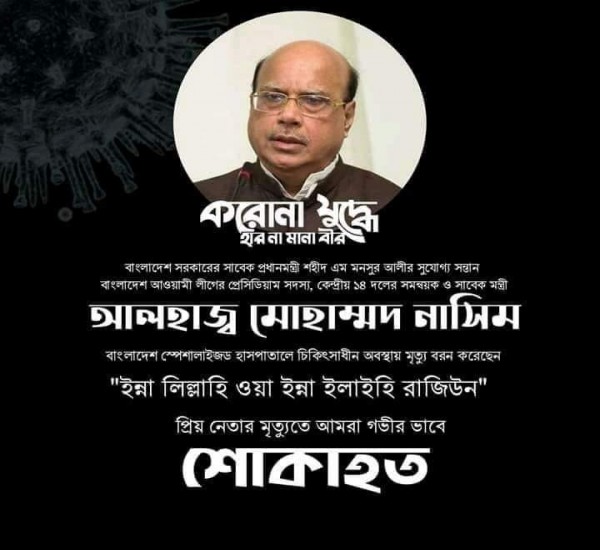 করোনা যুদ্ধে
হার না মানা বীর
বাংলাদেশ সরকারের সাবেক প্রধানমন্ত্রী শহীদ এম মনসুর আলীর সুযোগ্য সন্তান
বাংলাদেশ আওয়ামী লীগের প্রেসিডিয়াম সদস্য, কেন্দ্রীয় ১৪ দলের সমন্বয়ক ও সাবেক মন্ত্রী
আলহাজ্ব মোহাম্মদ নাসিম
বাংলাদেশ স্পেশালাইজড হাসপাতালে চিকিৎসাধীন অবস্থায় মৃত্যু বরন করেছেন
"ইন্না লিল্লাহি ওয়া ইন্না ইলাইহি রাজিউন"
প্রিয় নেতার মৃত্যুতে আমরা গভীর ভাবে
শোকাহত